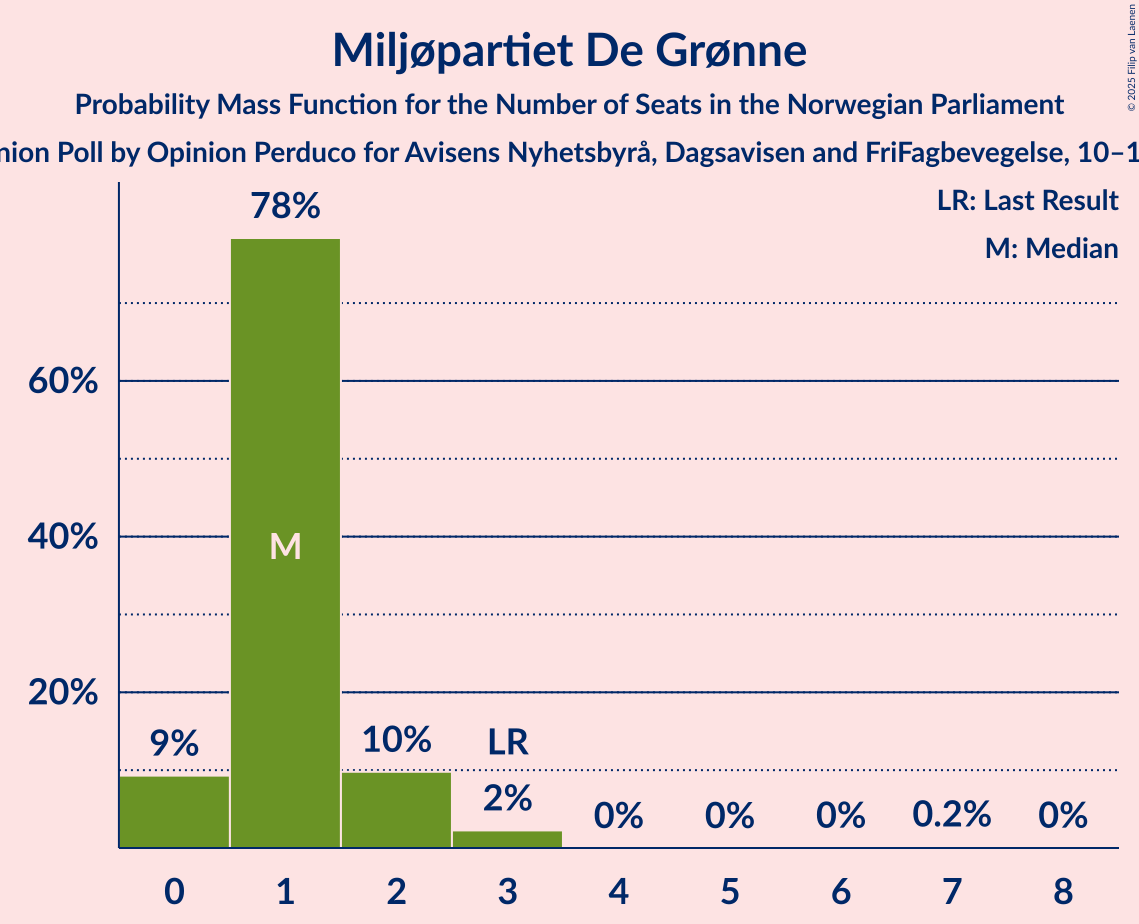 Miljøpartiet De Grønne
Probability Mass Function for the Number of Seats in the Norwegian Parliament
nion Poll by Opinion Perduco for Avisens Nyhetsbyrå, Dagsavisen and FriFagbevegelse, 10–1
© 2025 Filip van Laenen
LR: Last Result
M: Median
78%
60%
40%
20%
M
9%
10%
LR
2%
0%
0%
0%
0.2%
0%
0 1 2 3 4 5 6 7 8